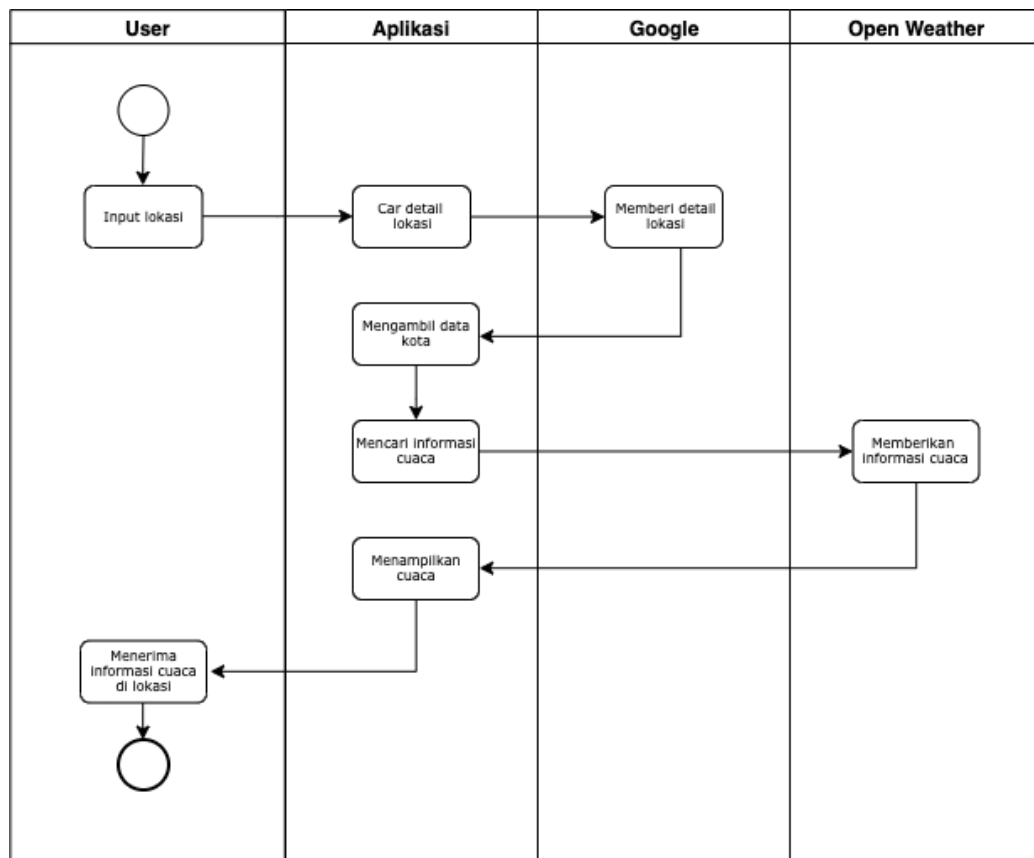 User
Aplikasi
Google
Open Weather
Input lokasi
Car detail
lokasi
Memberi detail
lokasi
Mengambil data
kota
Mencari informasi
cuaca
Memberikan
informasi cuaca
Menampilkan
cuaca
Menerima
informasi cuaca
di lokasi